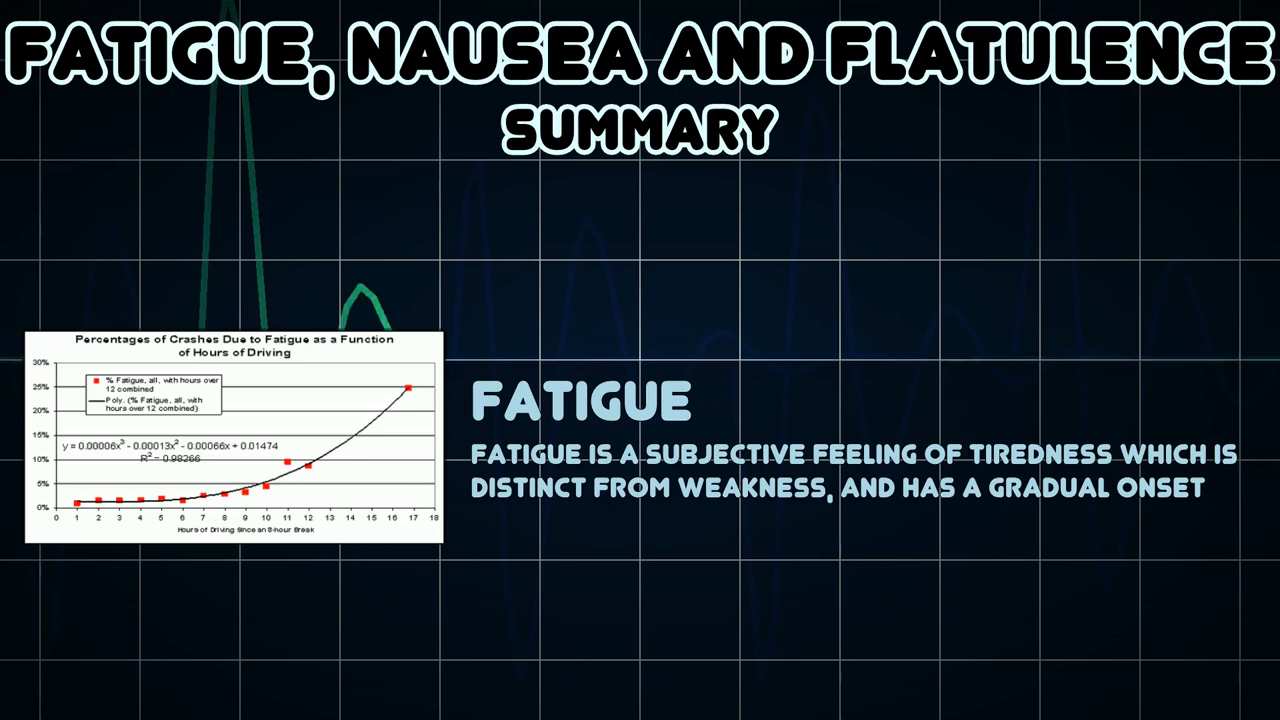 FATIGUE, NAUSEA AND FLATULENCE
SUMMARY
Percentages of Crashes Due to Fatigue as a Function
of Hours of Driving
30%
25%
20%
15%
10%
5%
0%
% Fatigue, all, with hours over
12 combined
Poly. (% Fatigue, all, with
hours over 12 combined)
y = 0.00006x³ - 0.00013x² - 0.00066x + 0.01474
R² = 0.98266
0 1 2 3 4 5 6 7 8 9 10 11 12 13 14 15 16 17 18
Hours of Driving Since an 8-hour Break
FATIGUE
FATIGUE IS A SUBJECTIVE FEELING OF TIREDNESS WHICH IS
DISTINCT FROM WEAKNESS, AND HAS A GRADUAL ONSET